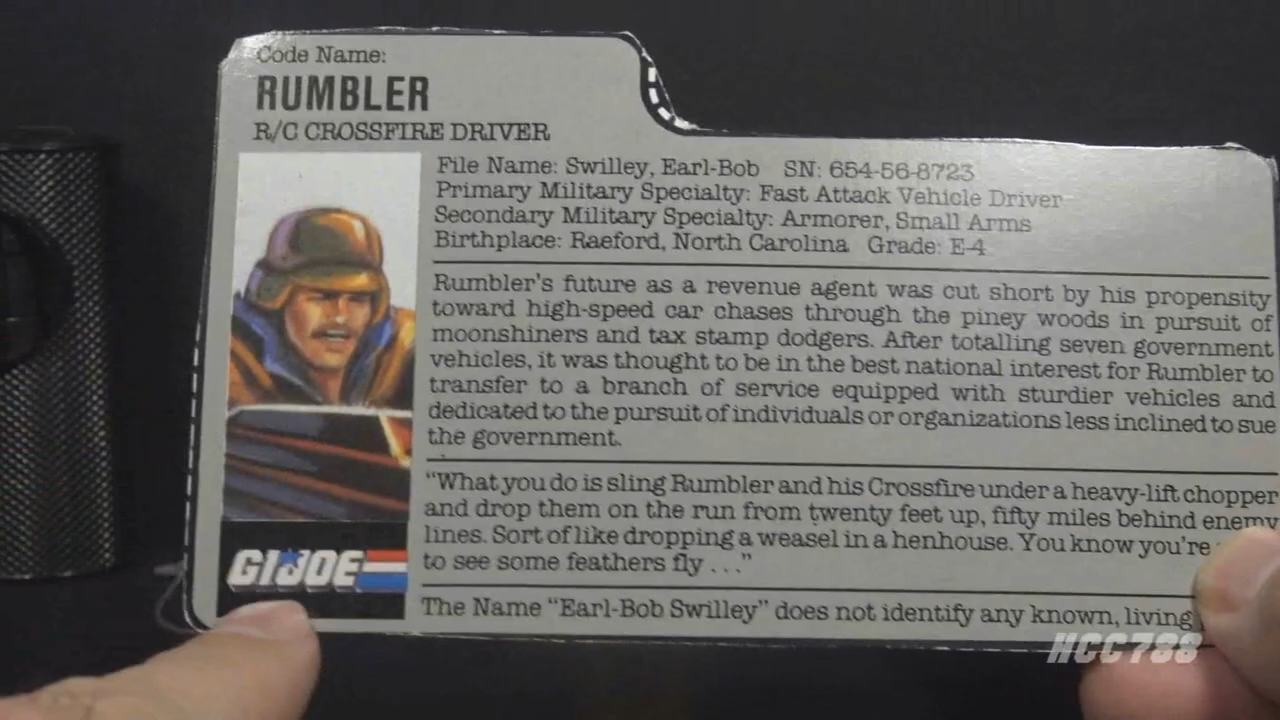 Code Name:
RUMBLER
R/C CROSSFIRE DRIVER
File Name: Swilley, Earl-Bob SN: 654-56-8723
Primary Military Specialty: Fast Attack Vehicle Driver
Secondary Military Specialty: Armorer, Small Arms
Birthplace: Raeford, North Carolina Grade: E-4
Rumbler's future as a revenue agent was cut short by his propensity
toward high-speed car chases through the piney woods in pursuit of
moonshiners and tax stamp dodgers. After totalling seven government
vehicles, it was thought to be in the best national interest for Rumbler to
transfer to a branch of service equipped with sturdier vehicles and
dedicated to the pursuit of individuals or organizations less inclined to sue
the government.
"What you do is sling Rumbler and his Crossfire under a heavy-lift chopper
and drop them on the run from twenty feet up, fifty miles behind enemy
lines. Sort of like dropping a weasel in a henhouse. You know you're
to see some feathers fly . . ."
GI JOE
The Name "Earl-Bob Swilley" does not identify any known, living
HCC788